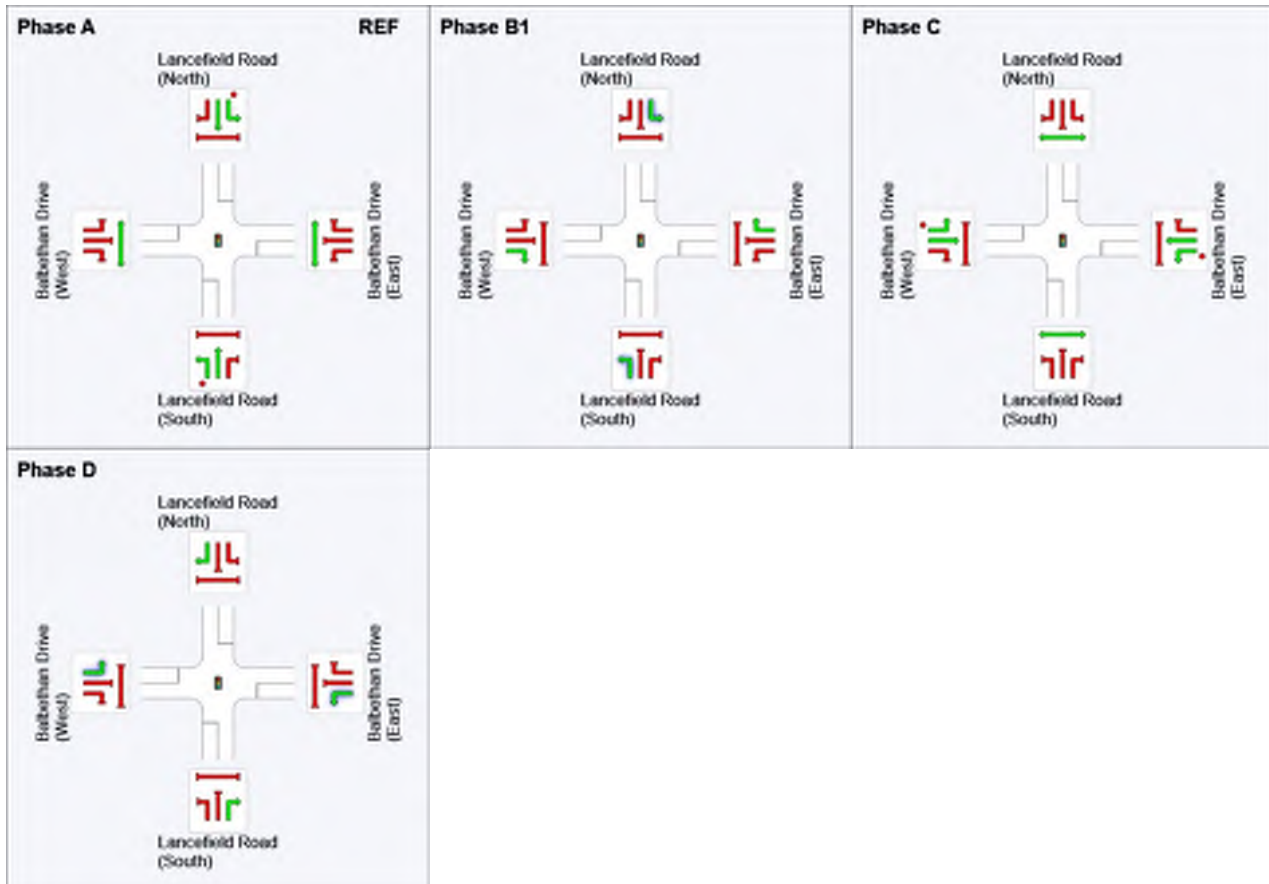 Phase A
REF
Lancefield Road
(North)
Balbethan Drive
(West)
Balbethan Drive
(East)
Lancefield Road
(South)
Phase B1
Lancefield Road
(North)
Balbethan Drive
(West)
Balbethan Drive
(East)
Lancefield Road
(South)
Phase C
Lancefield Road
(North)
Balbethan Drive
(West)
Balbethan Drive
(East)
Lancefield Road
(South)
Phase D
Lancefield Road
(North)
Balbethan Drive
(West)
Balbethan Drive
(East)
Lancefield Road
(South)